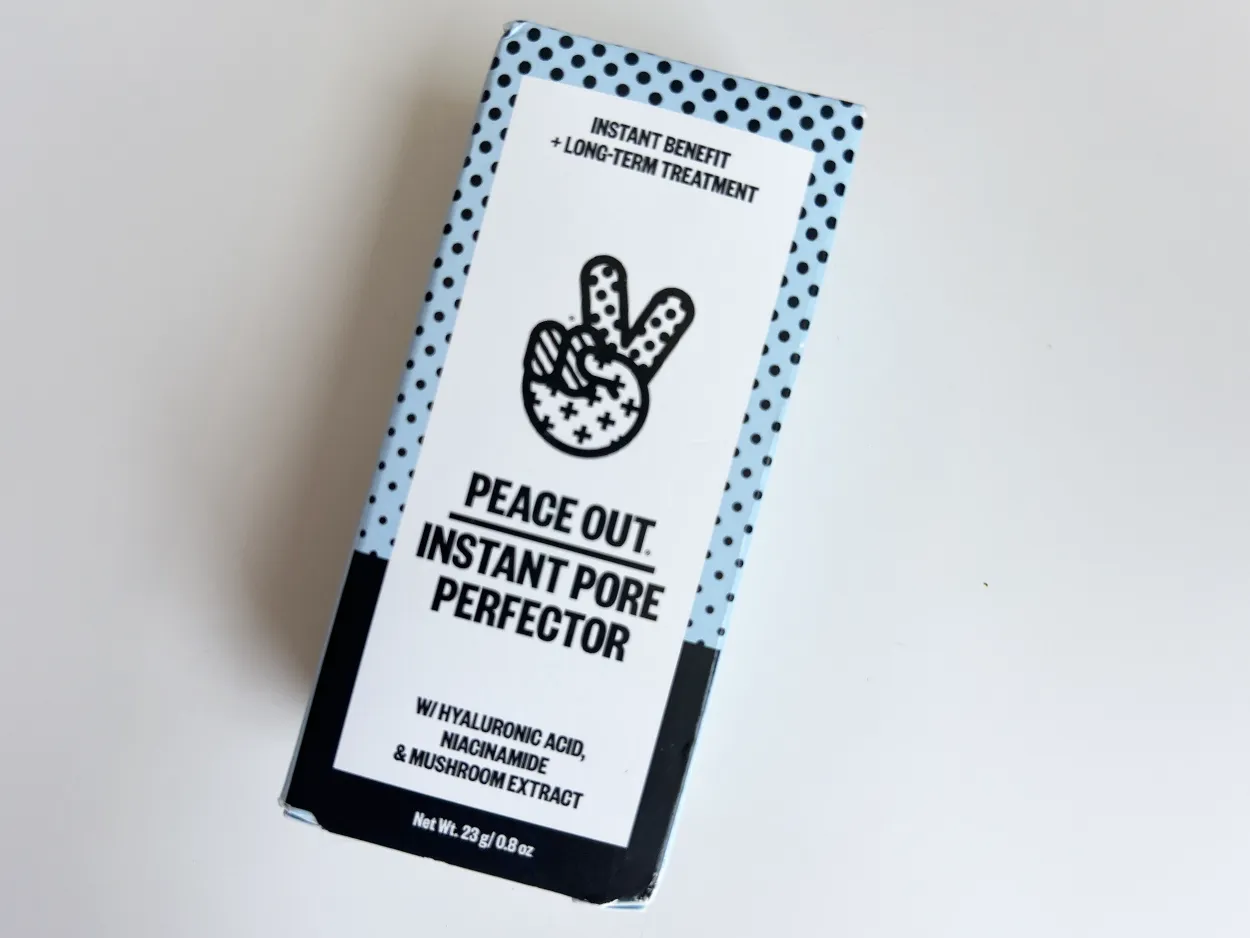 INSTANT BENEFIT
+ LONG-TERM TREATMENT
PEACE OUT.
INSTANT PORE
PERFECTOR
W/ HYALURONIC ACID,
NIACINAMIDE
& MUSHROOM EXTRACT
Net Wt. 23 g/ 0.8 oz